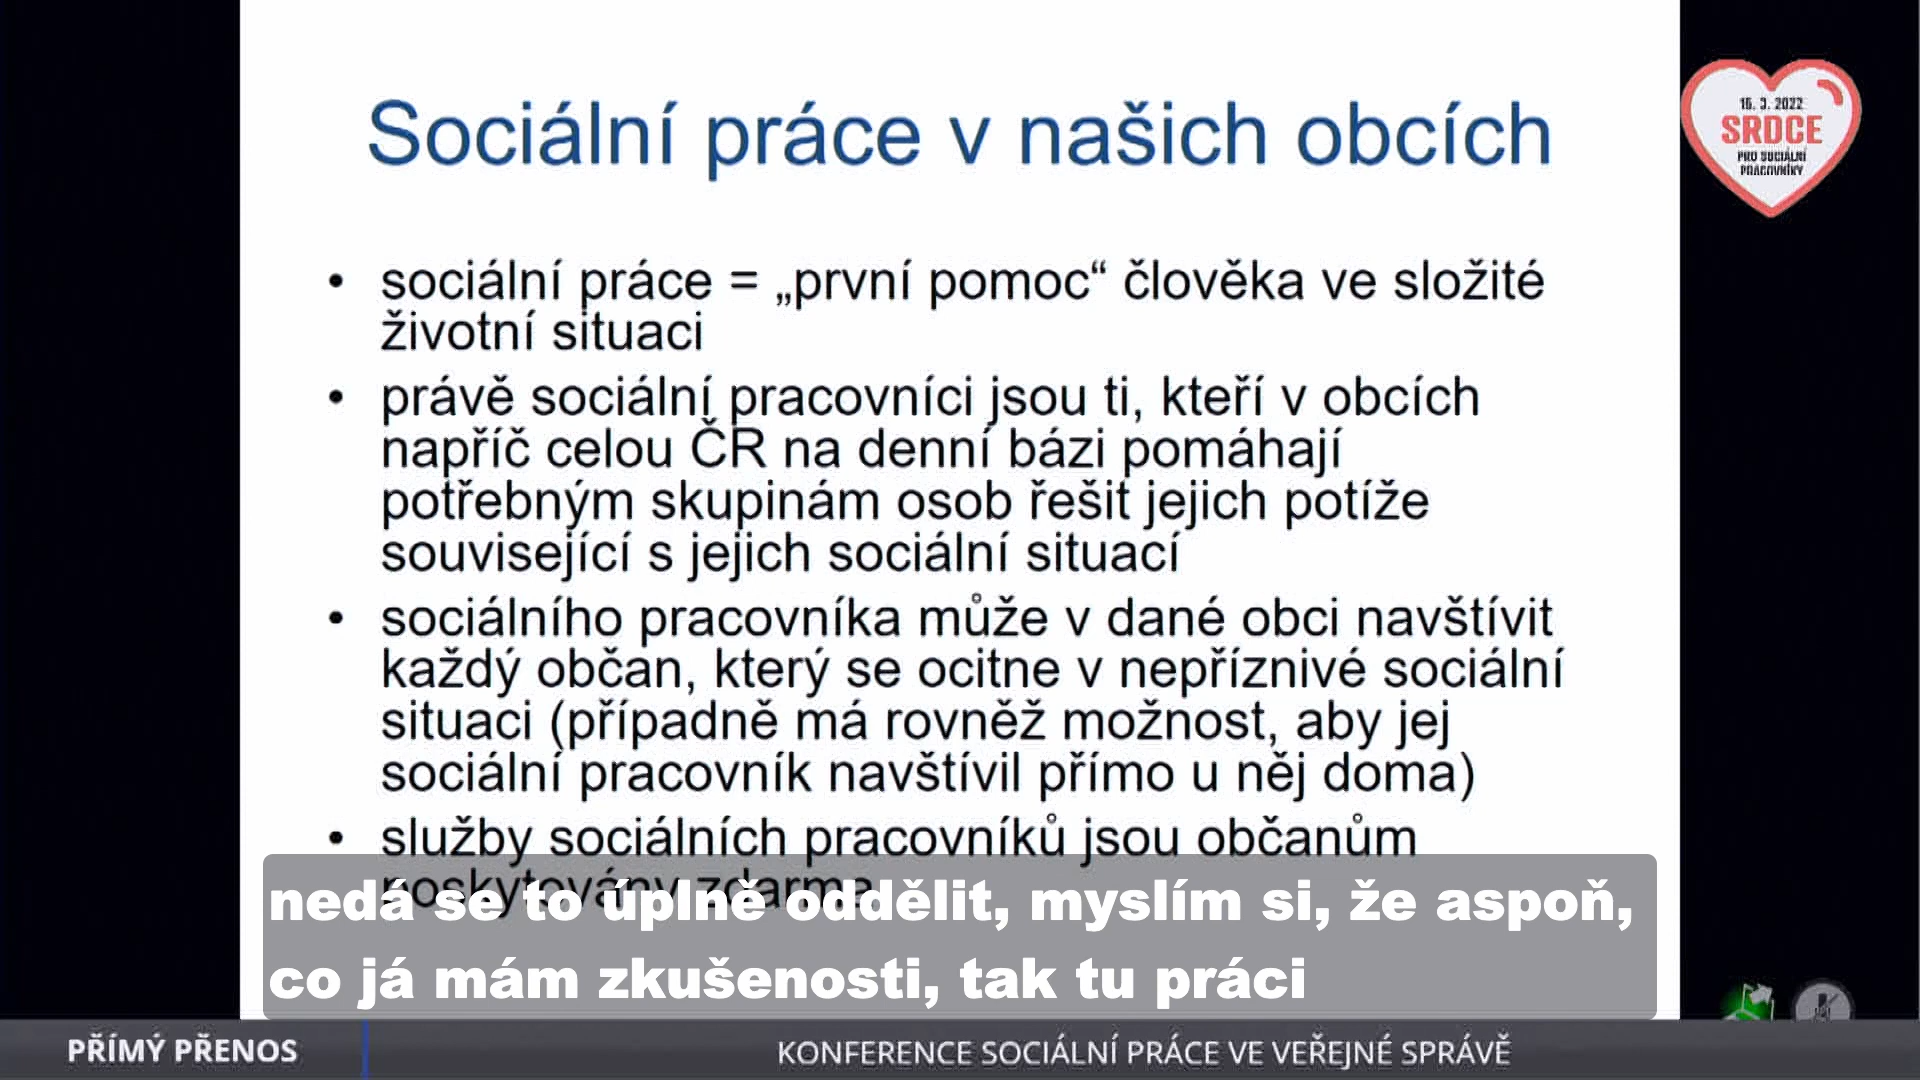 Sociální práce v našich obcích
15. 3. 2022
SRDCE
PRO SOCIÁLNÍ
PRACOVNÍKY
• sociální práce = „první pomoc“ člověka ve složité
životní situaci
• právě sociální pracovníci jsou ti, kteří v obcích
napříč celou ČR na denní bázi pomáhají
potřebným skupinám osob řešit jejich potíže
související s jejich sociální situací
• sociálního pracovníka může v dané obci navštívit
každý občan, který se ocitne v nepříznivé sociální
situaci (případně má rovněž možnost, aby jej
sociální pracovník navštívil přímo u něj doma)
• služby sociálních pracovníků jsou občanům
poskytovány zdarma
nedá se to úplně oddělit, myslím si, že aspoň,
co já mám zkušenosti, tak tu práci
PŘÍMÝ PŘENOS
KONFERENCE SOCIÁLNÍ PRÁCE VE VEŘEJNÉ SPRÁVĚ